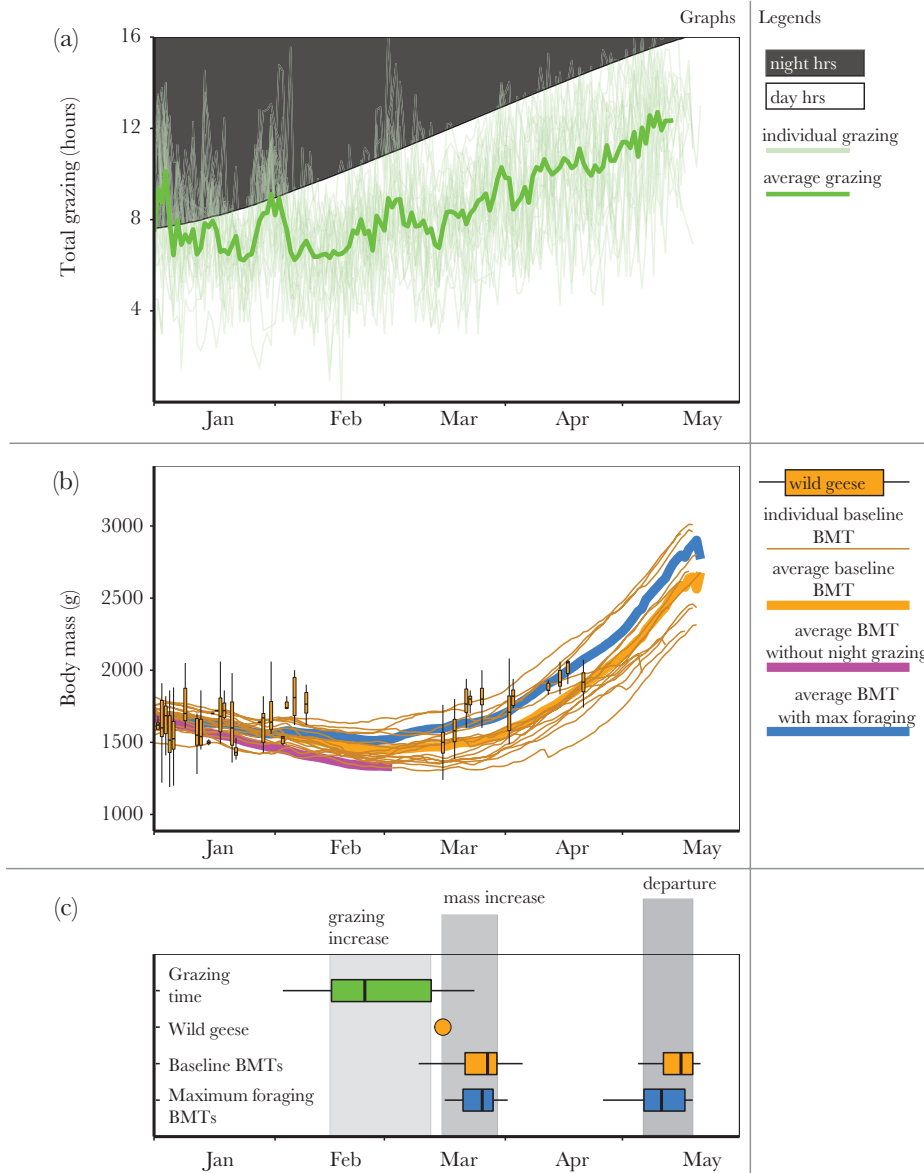 Graphs
Legends
(a)
16
12
8
4
Total grazing (hours)
Jan
Feb
Mar
Apr
May
night hrs
day hrs
individual grazing
average grazing
(b)
3000
2500
2000
1500
1000
Body mass (g)
Jan
Feb
Mar
Apr
May
wild geese
individual baseline
BMT
average baseline
BMT
average BMT
without night grazing
average BMT
with max foraging
(c)
grazing
increase
mass increase
departure
Grazing
time
Wild geese
Baseline BMTs
Maximum foraging
BMTs
Jan
Feb
Mar
Apr
May